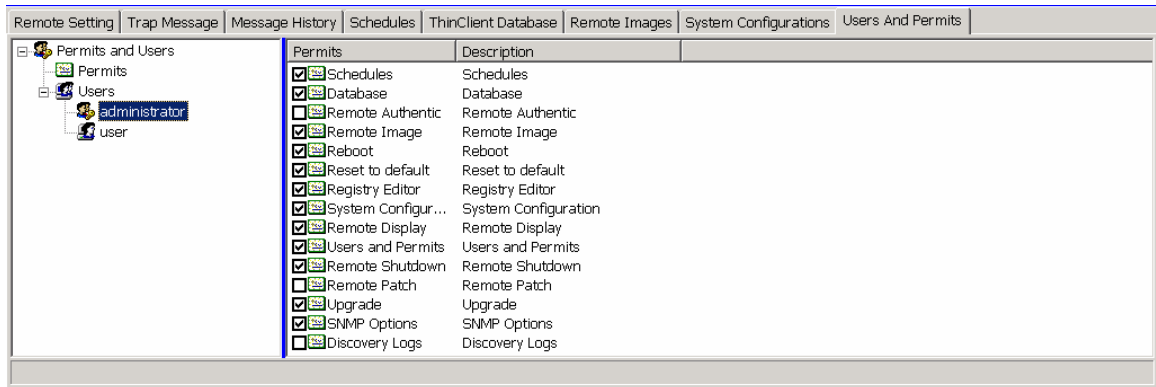 Remote Setting Trap Message Message History Schedules ThinClient Database Remote Images System Configurations Users And Permits
Permits and Users
Permits
Users
administrator
user
Permits Description
Schedules Schedules
Database Database
Remote Authentic Remote Authentic
Remote Image Remote Image
Reboot Reboot
Reset to default Reset to default
Registry Editor Registry Editor
System Configur... System Configuration
Remote Display Remote Display
Users and Permits Users and Permits
Remote Shutdown Remote Shutdown
Remote Patch Remote Patch
Upgrade Upgrade
SNMP Options SNMP Options
Discovery Logs Discovery Logs